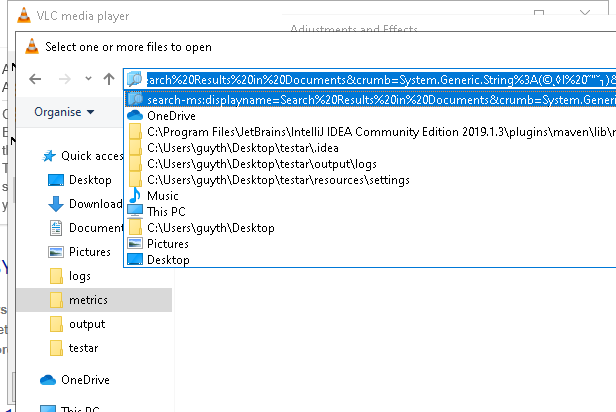 VLC media player
Adjustments and Effects
Select one or more files to open
arch%20Results%20in%20Documents&crumb=System.Generic.String%3A(
search-ms:displayname=Search%20Results%20in%20Documents&crumb=System.Gener
Organise
OneDrive
C:\Program Files\JetBrains\IntelliJ IDEA Community Edition 2019.1.3\plugins\maven\lib\
C:\Users\guyth\Desktop\testar\.idea
Quick acces
C:\Users\guyth\Desktop\testar\output\logs
Desktop
C:\Users\guyth\Desktop\testar\resources\settings
Download
Music
This PC
Document
C:\Users\guyth\Desktop
Pictures
Pictures
Desktop
logs
metrics
output
testar
OneDrive
This PC